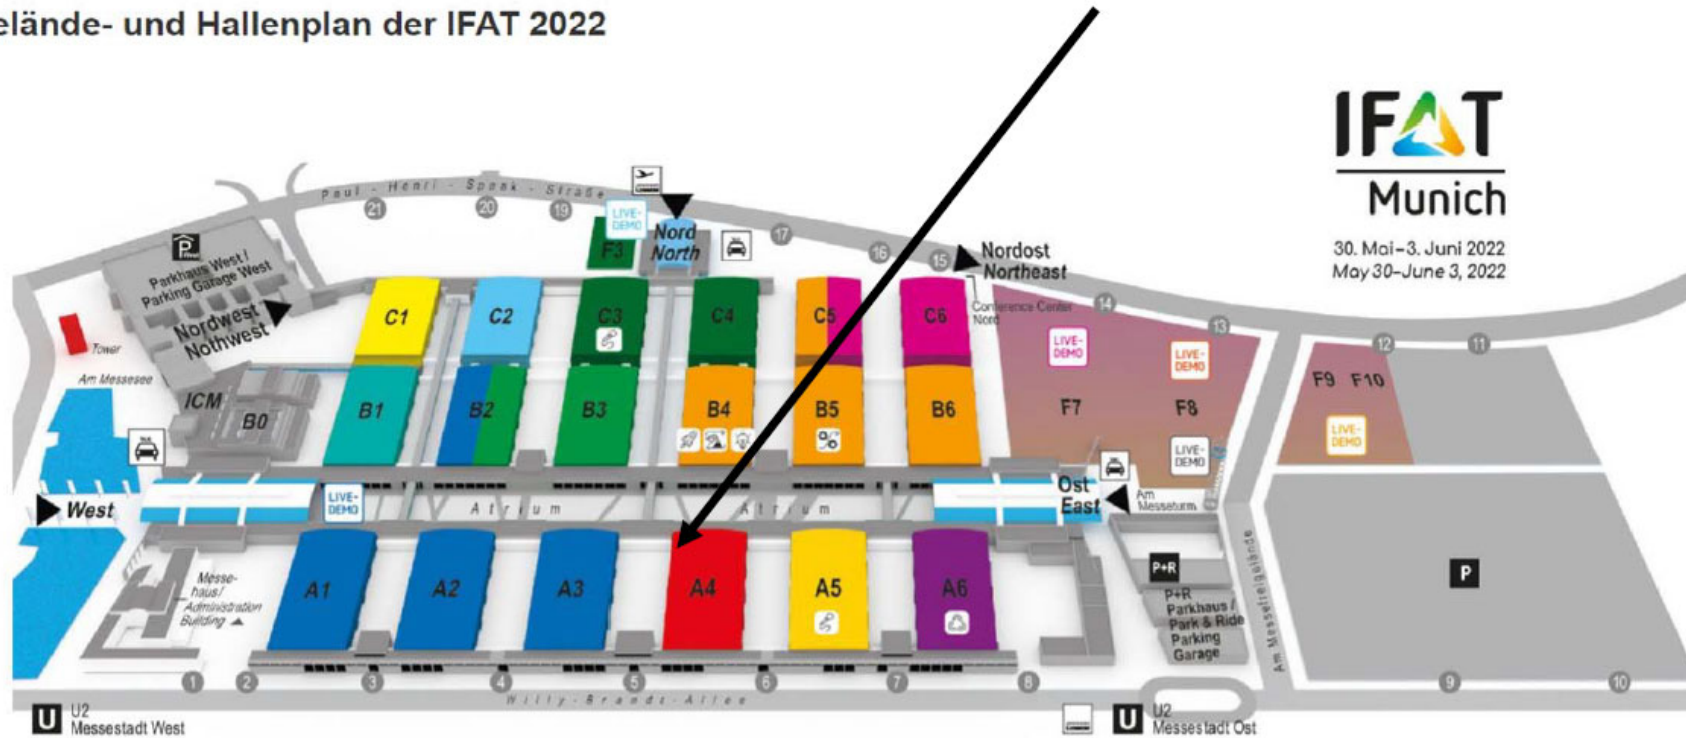 elände- und Hallenplan der IFAT 2022
IFAT
Munich
30. Mai–3. Juni 2022
May 30–June 3, 2022
Paul-Henri-Spaak-Straße
21
20
19
17
16
15
14
13
12
11
LIVE-
DEMO
F3
Nord
North
Nordost
Northeast
Conference Center
Nord
P
Parkhaus West /
Parking Garage West
Nordwest
Nothwest
Tower
Am Messesee
ICM
B0
C1
C2
C3
C4
C5
C6
B1
B2
B3
B4
B5
B6
LIVE-
DEMO
LIVE-
DEMO
F7
F8
LIVE-
DEMO
F9 F10
LIVE-
DEMO
West
LIVE-
DEMO
Atrium
Atrium
Ost
East
Am
Messeturm
A1
A2
A3
A4
A5
A6
Messe-
haus/
Administration
Building
P+R
P+R
Parkhaus /
Park & Ride
Parking
Garage
Am Messefreigelände
P
1
2
3
4
5
6
7
8
9
10
Willy-Brandt-Allee
U
U2
Messestadt West
U
U2
Messestadt Ost